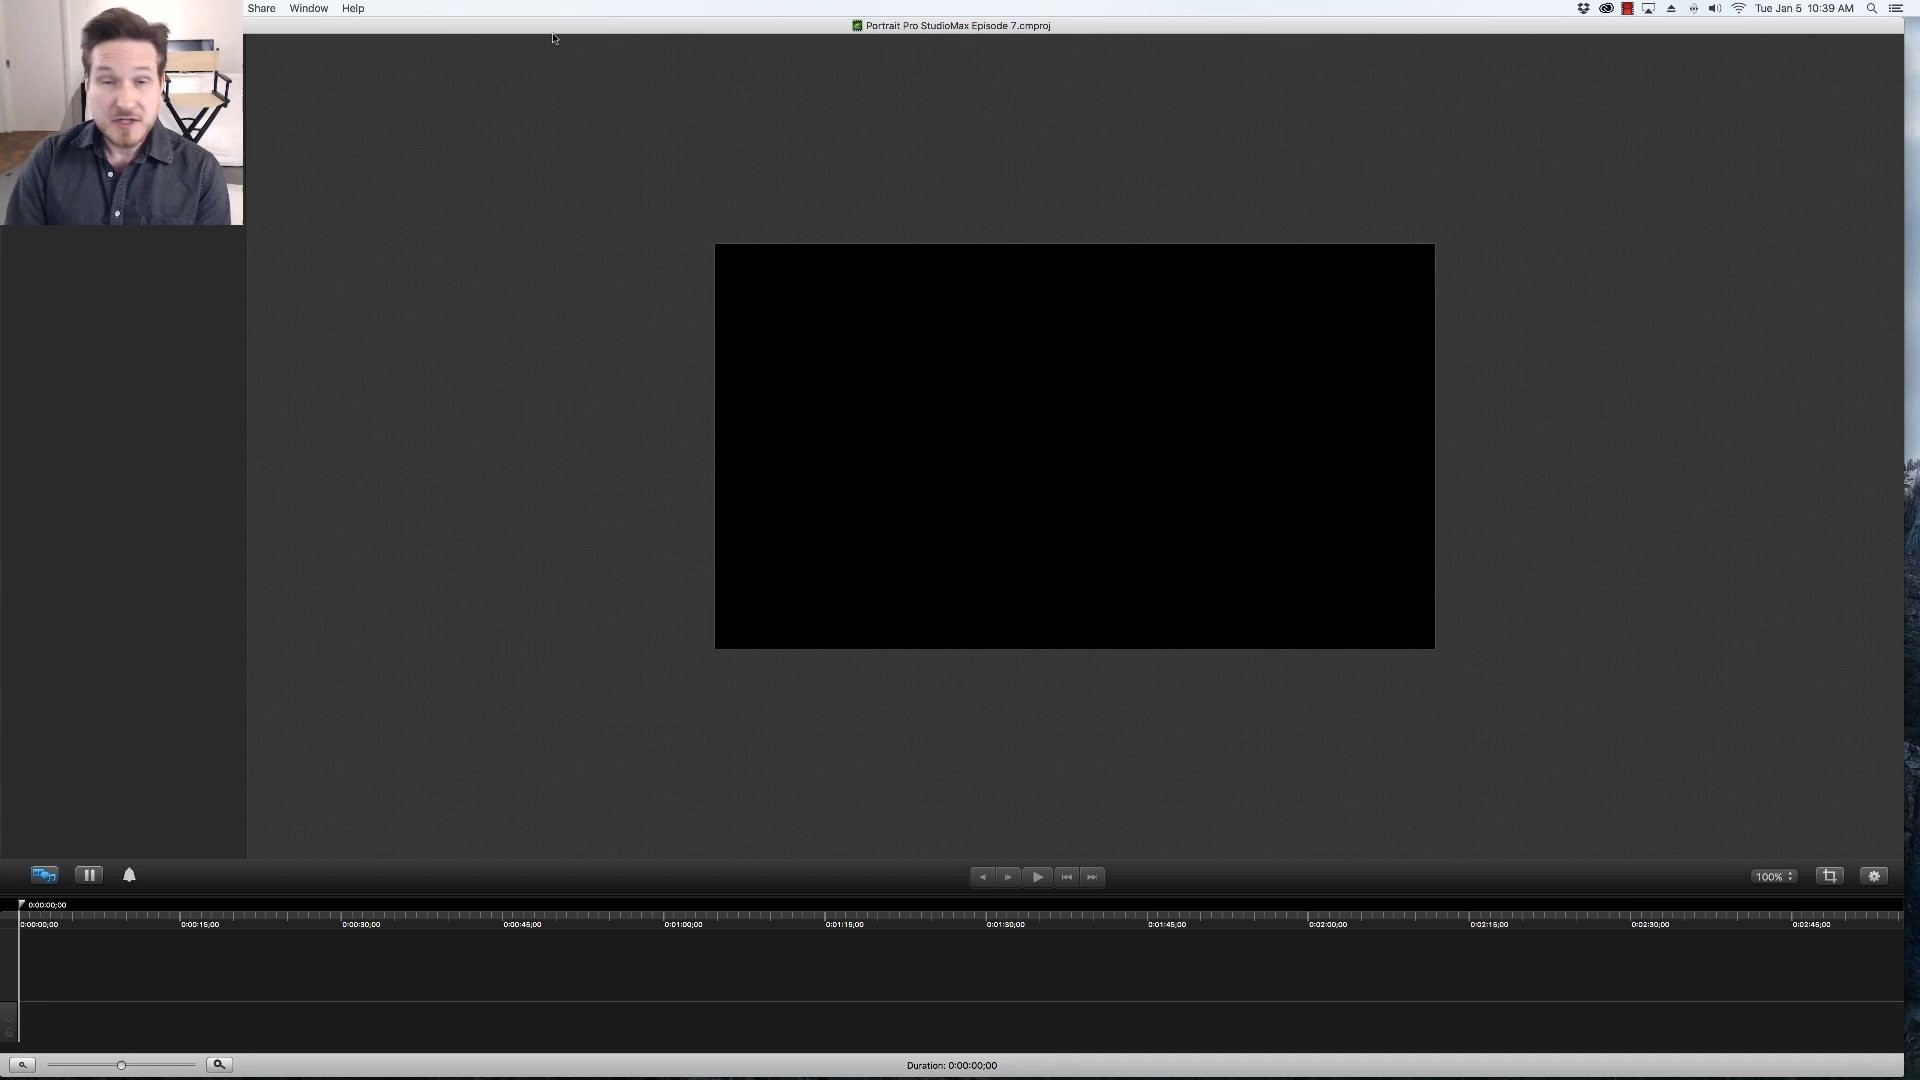 Share Window Help
Tue Jan 5 10:39 AM
Portrait Pro StudioMax Episode 7.cmproj
100%
0:00:00;00
0:00:00;00 0:00:15;00 0:00:30;00 0:00:45;00 0:01:00;00 0:01:15;00 0:01:30;00 0:01:45;00 0:02:00;00 0:02:15;00 0:02:30;00 0:02:45;00
Duration: 0:00:00;00